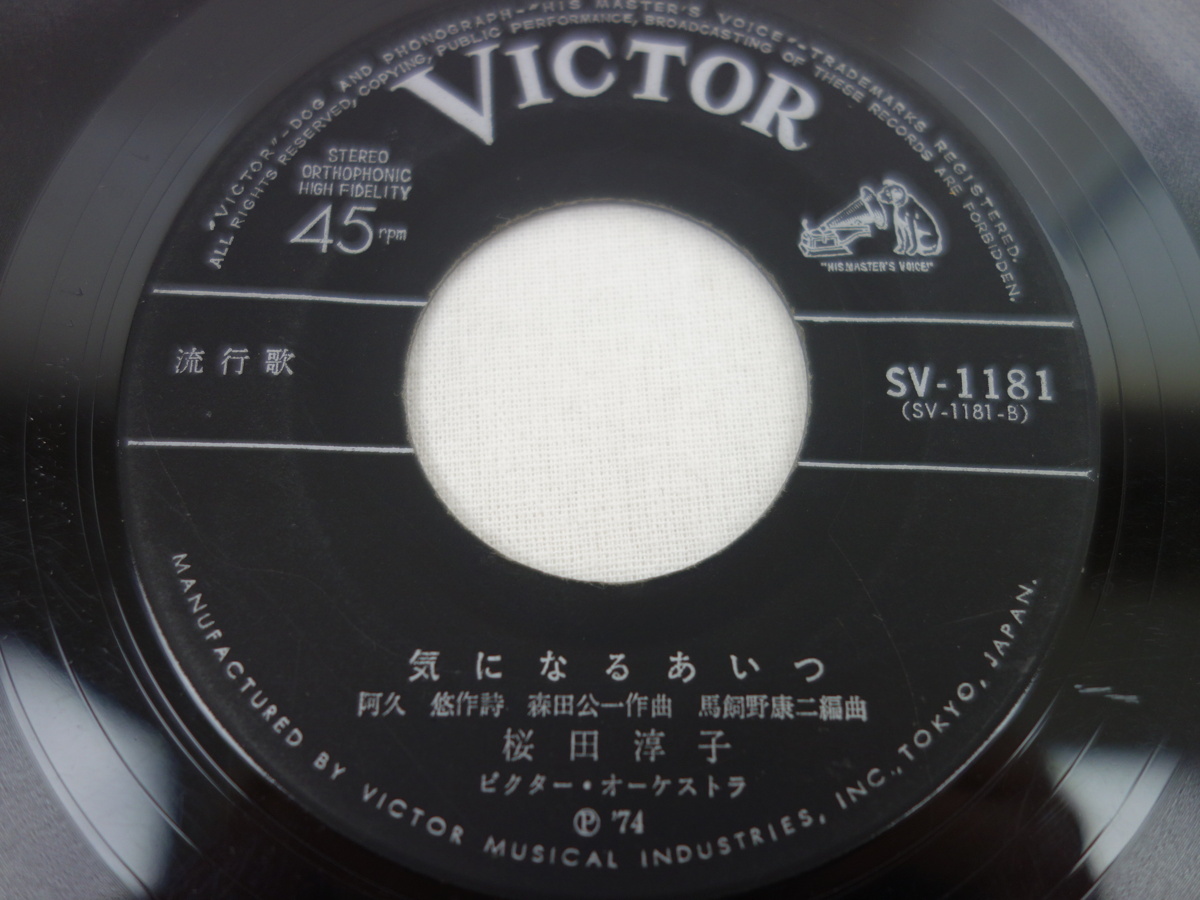 "VICTOR"-DOG AND PHONOGRAPH-"HIS MASTER'S VOICE"-TRADEMARKS REGISTERED.
ALL RIGHTS RESERVED, COPYING, PUBLIC PERFORMANCE, BROADCASTING OF THESE RECORDS ARE FORBIDDEN.
VICTOR
STEREO
ORTHOPHONIC
HIGH FIDELITY
45 rpm
"HIS MASTER'S VOICE"
流行歌
SV-1181
(SV-1181-B)
気になるあいつ
阿久 悠作詩 森田公一作曲 馬飼野康二編曲
桜田淳子
ビクター・オーケストラ
Ⓟ '74
MANUFACTURED BY VICTOR MUSICAL INDUSTRIES, INC., TOKYO, JAPAN.